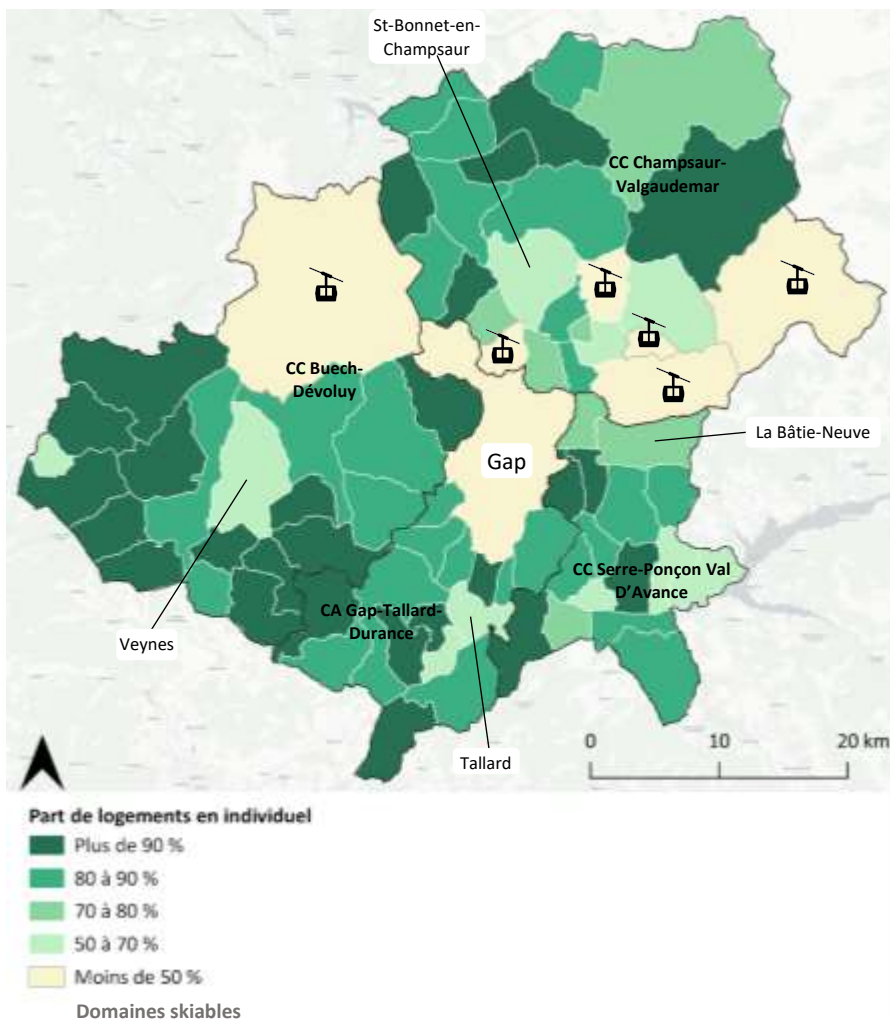 St-Bonnet-en-
Champsaur
CC Champsaur-
Valgaudemar
CC Buech-
Dévoluy
La Bâtie-Neuve
Gap
CC Serre-Ponçon Val
D’Avance
CA Gap-Tallard-
Durance
Veynes
Tallard
0 10 20 km
Part de logements en individuel
Plus de 90 %
80 à 90 %
70 à 80 %
50 à 70 %
Moins de 50 %
Domaines skiables